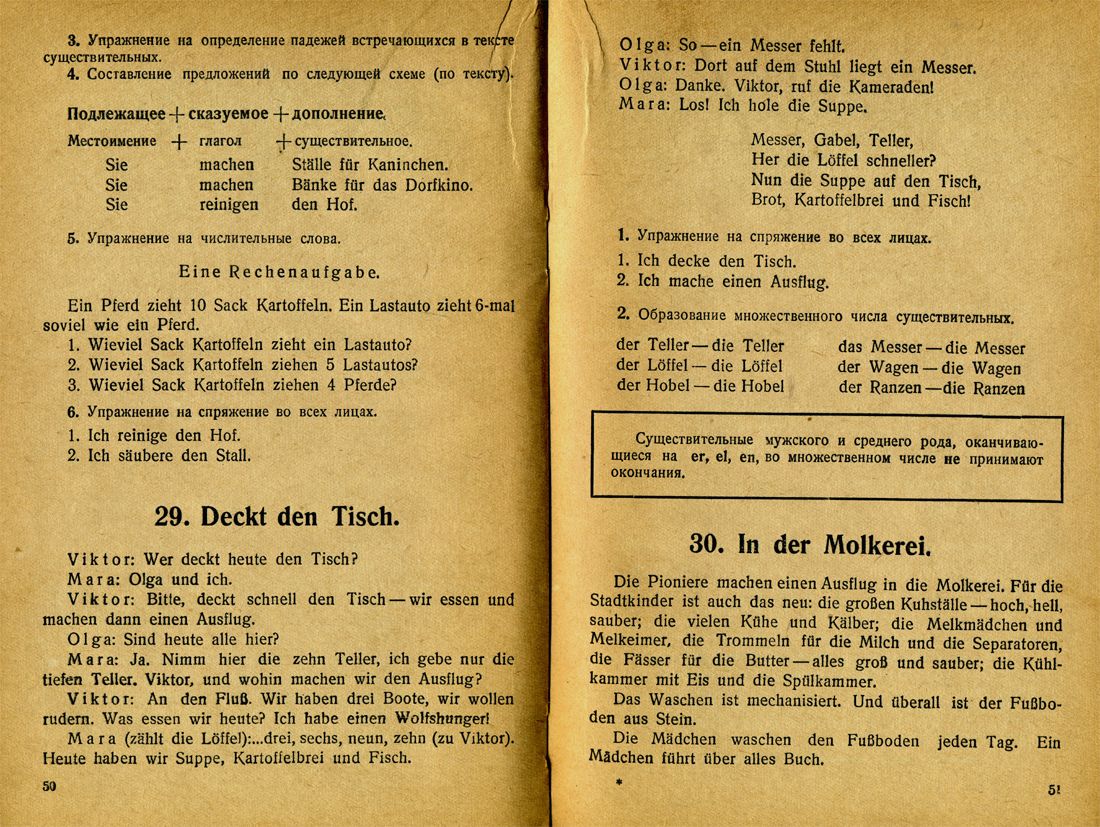 3. Упражнение на определение падежей встречающихся в тексте
существительных.
4. Составление предложений по следующей схеме (по тексту).
Подлежащее + сказуемое + дополнение.
Местоимение + глагол + существительное.
Sie machen Ställe für Kaninchen.
Sie machen Bänke für das Dorfkino.
Sie reinigen den Hof.
5. Упражнение на числительные слова.
Eine Rechenaufgabe.
Ein Pferd zieht 10 Sack Kartoffeln. Ein Lastauto zieht 6-mal
soviel wie ein Pferd.
1. Wieviel Sack Kartoffeln zieht ein Lastauto?
2. Wieviel Sack Kartoffeln ziehen 5 Lastautos?
3. Wieviel Sack Kartoffeln ziehen 4 Pferde?
6. Упражнение на спряжение во всех лицах.
1. Ich reinige den Hof.
2. Ich säubere den Stall.
29. Deckt den Tisch.
Viktor: Wer deckt heute den Tisch?
Mara: Olga und ich.
Viktor: Bitte, deckt schnell den Tisch — wir essen und
machen dann einen Ausflug.
Olga: Sind heute alle hier?
Mara: Ja. Nimm hier die zehn Teller, ich gebe nur die
tiefen Teller. Viktor, und wohin machen wir den Ausflug?
Viktor: An den Fluß. Wir haben drei Boote, wir wollen
rudern. Was essen wir heute? Ich habe einen Wolfshunger!
Mara (zählt die Löffel):...drei, sechs, neun, zehn (zu Viktor).
Heute haben wir Suppe, Kartoffelbrei und Fisch.
50
Olga: So — ein Messer fehlt.
Viktor: Dort auf dem Stuhl liegt ein Messer.
Olga: Danke. Viktor, ruf die Kameraden!
Mara: Los! Ich hole die Suppe.
Messer, Gabel, Teller,
Her die Löffel schneller?
Nun die Suppe auf den Tisch,
Brot, Kartoffelbrei und Fisch!
1. Упражнение на спряжение во всех лицах.
1. Ich decke den Tisch.
2. Ich mache einen Ausflug.
2. Образование множественного числа существительных.
der Teller — die Teller das Messer — die Messer
der Löffel — die Löffel der Wagen — die Wagen
der Hobel — die Hobel der Ranzen — die Ranzen
Существительные мужского и среднего рода, оканчиваю-
щиеся на er, el, en, во множественном числе не принимают
окончания.
30. In der Molkerei.
Die Pioniere machen einen Ausflug in die Molkerei. Für die
Stadtkinder ist auch das neu: die großen Kuhställe — hoch, hell,
sauber; die vielen Kühe und Kälber; die Melkmädchen und
Melkeimer, die Trommeln für die Milch und die Separatoren,
die Fässer für die Butter — alles groß und sauber; die Kühl-
kammer mit Eis und die Spülkammer.
Das Waschen ist mechanisiert. Und überall ist der Fußbo-
den aus Stein.
Die Mädchen waschen den Fußboden jeden Tag. Ein
Mädchen führt über alles Buch.
*
51